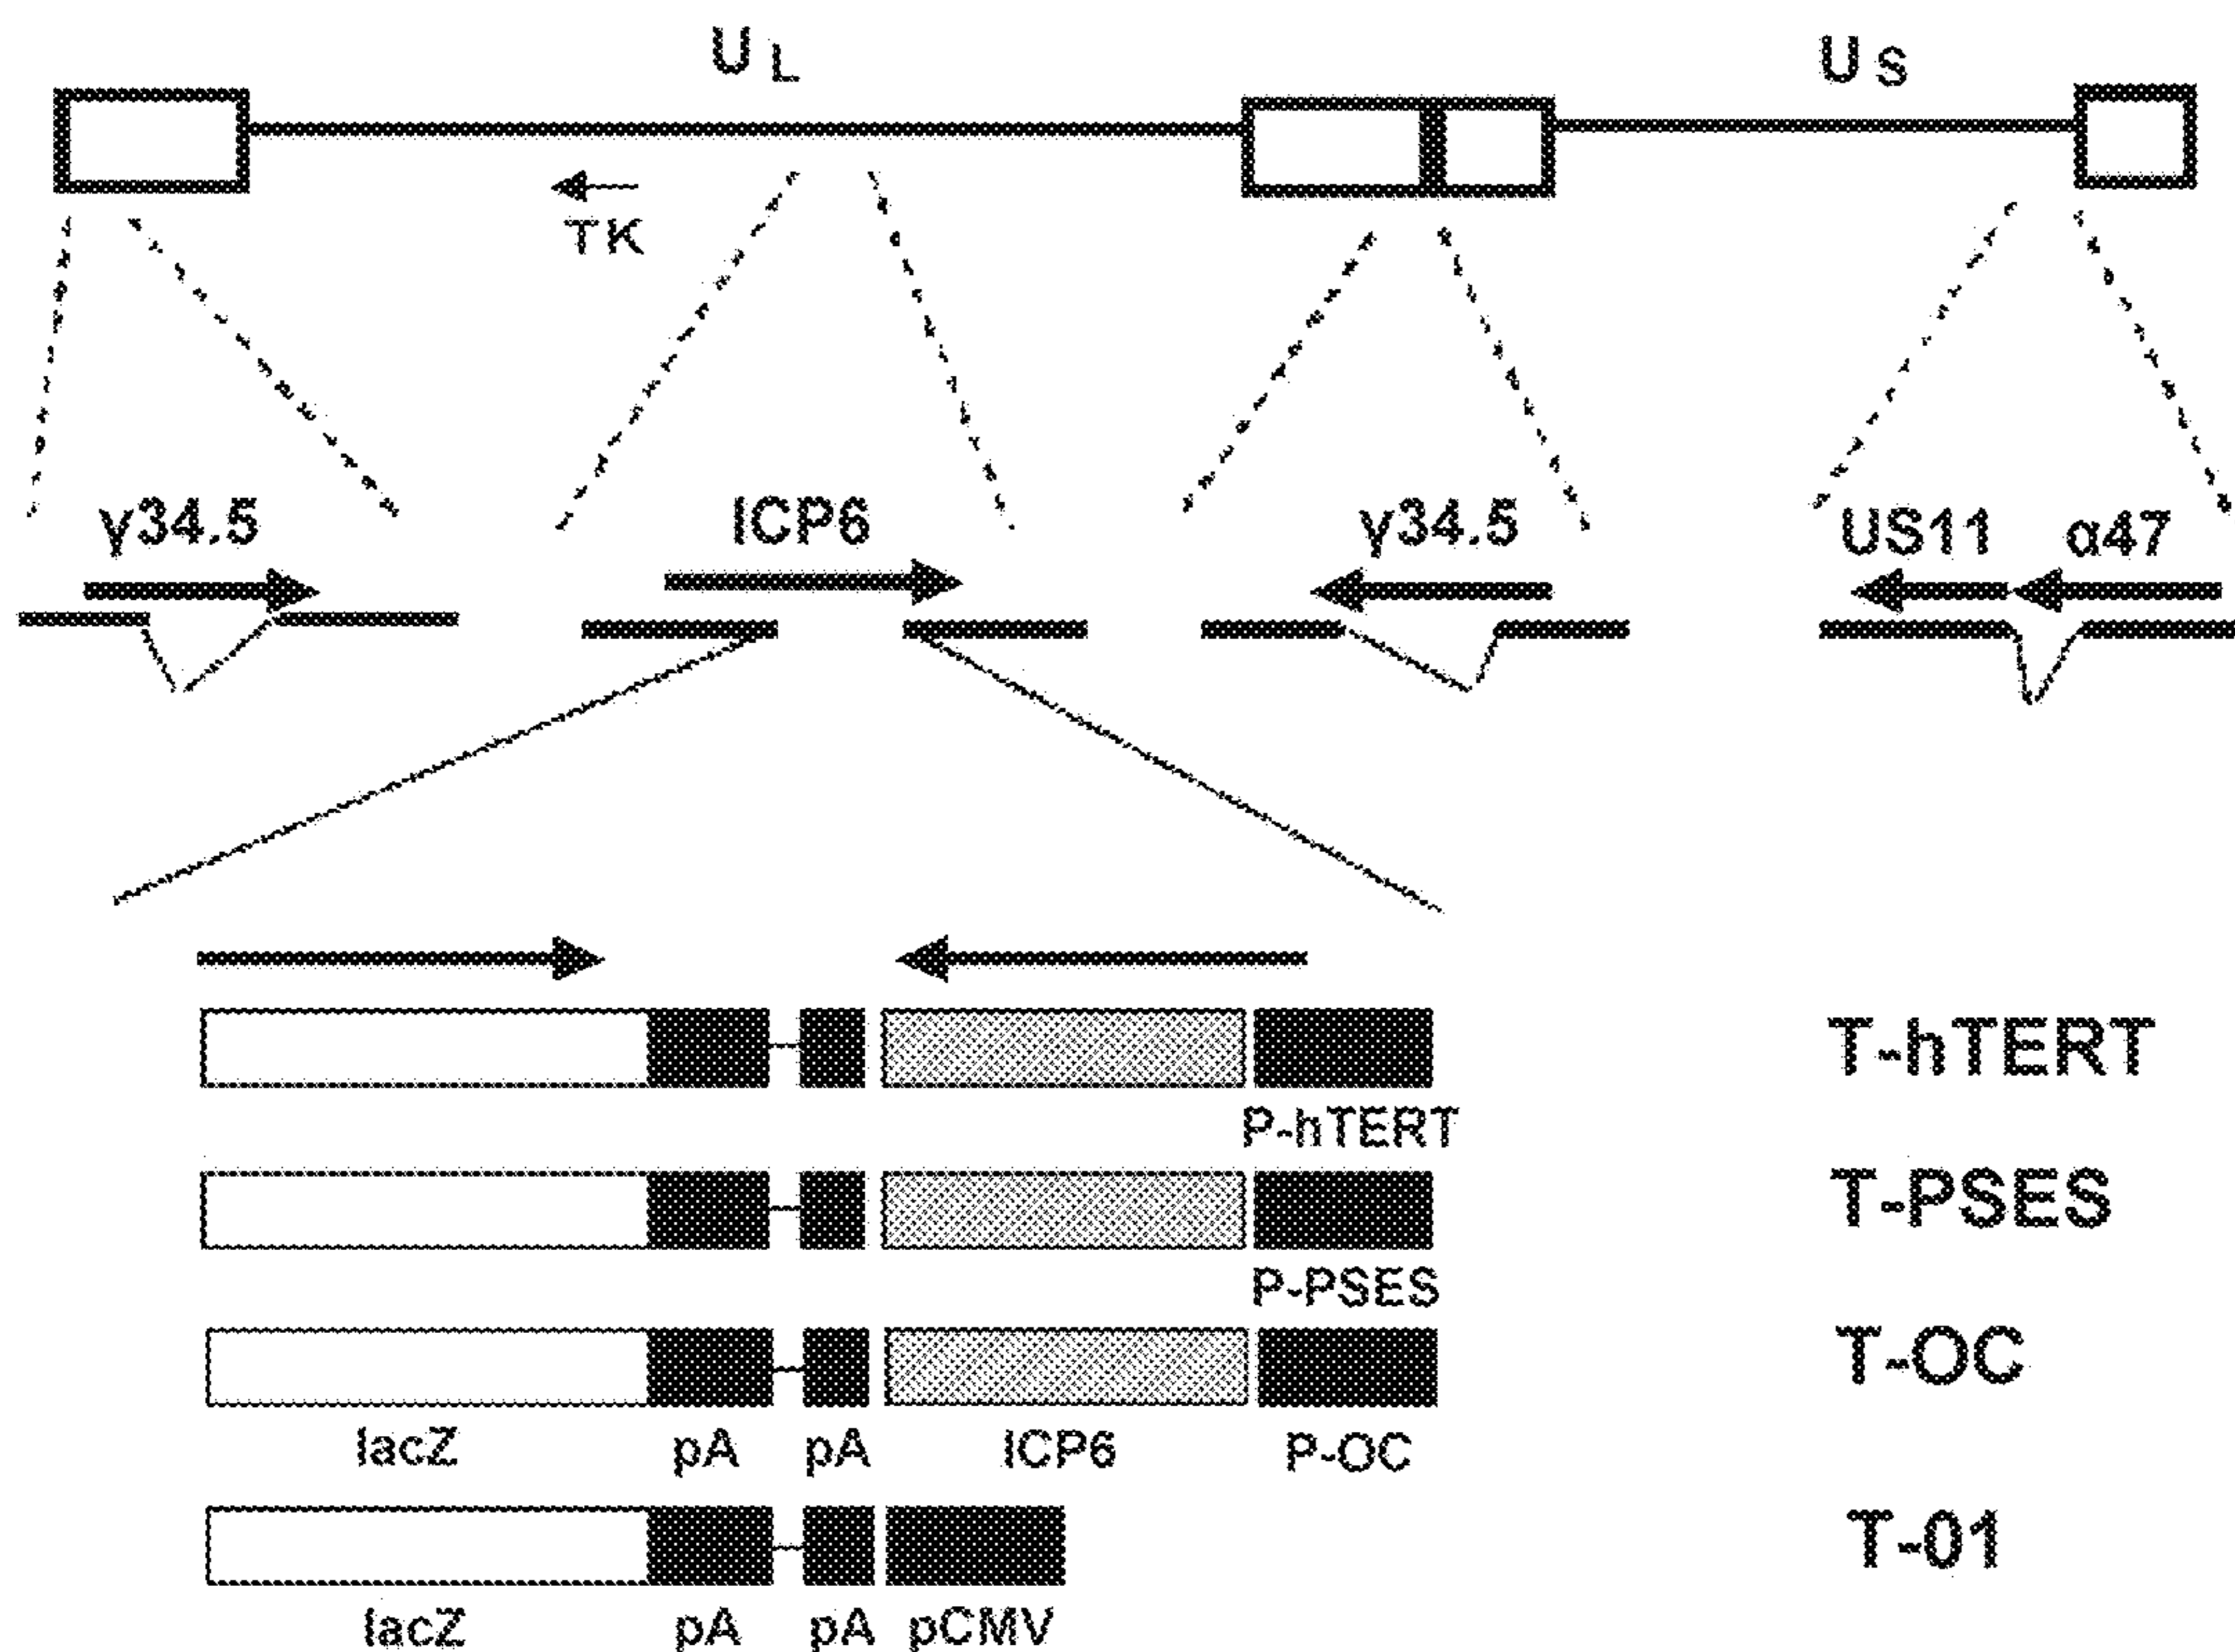 UL US
TK
γ34.5 ICP6 γ34.5 US11 α47
T-hTERT
P-hTERT
T-PSES
P-PSES
T-OC
lacZ pA pA ICP6 P-OC
T-01
lacZ pA pA pCMV